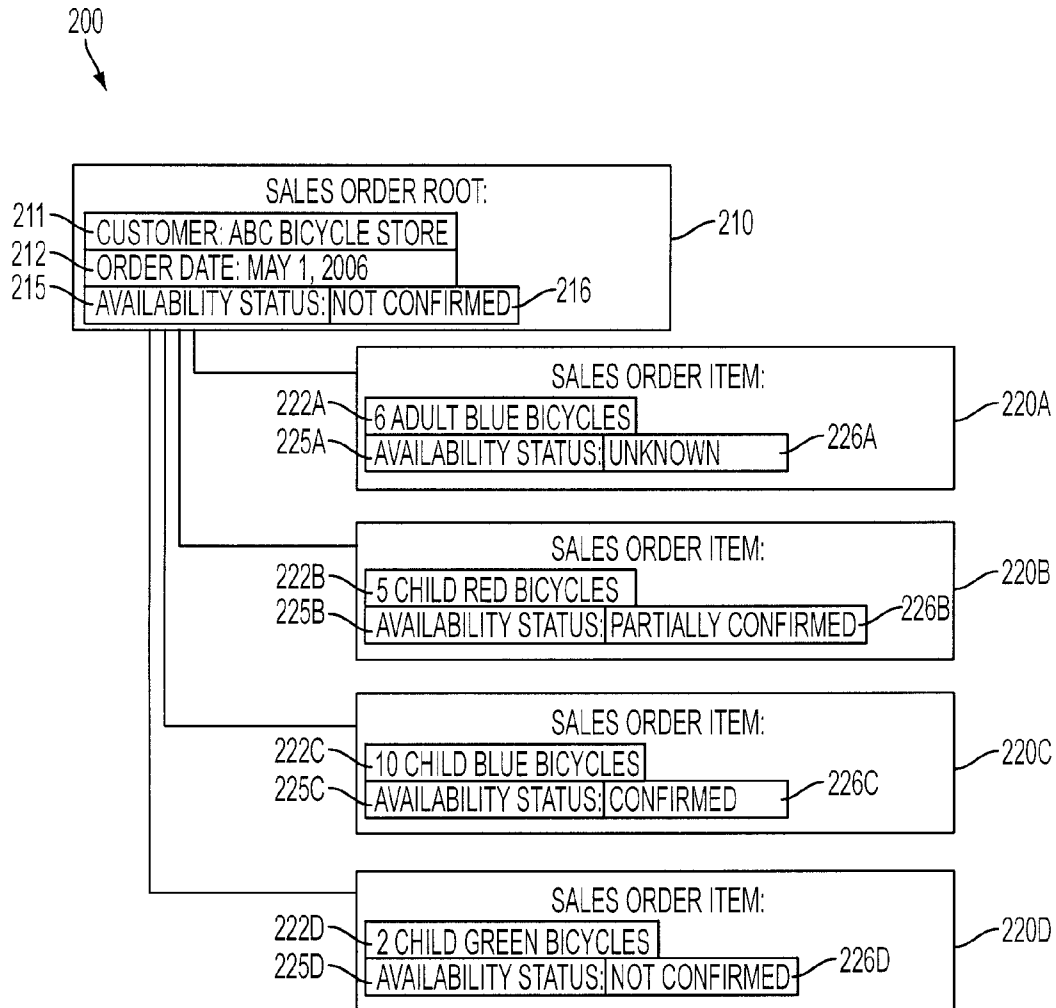 200
SALES ORDER ROOT:
211
CUSTOMER: ABC BICYCLE STORE
210
212
ORDER DATE: MAY 1, 2006
215
AVAILABILITY STATUS: NOT CONFIRMED
216
SALES ORDER ITEM:
222A
6 ADULT BLUE BICYCLES
220A
225A
AVAILABILITY STATUS: UNKNOWN
226A
SALES ORDER ITEM:
222B
5 CHILD RED BICYCLES
220B
225B
AVAILABILITY STATUS: PARTIALLY CONFIRMED
226B
SALES ORDER ITEM:
222C
10 CHILD BLUE BICYCLES
220C
225C
AVAILABILITY STATUS: CONFIRMED
226C
SALES ORDER ITEM:
222D
2 CHILD GREEN BICYCLES
220D
225D
AVAILABILITY STATUS: NOT CONFIRMED
226D